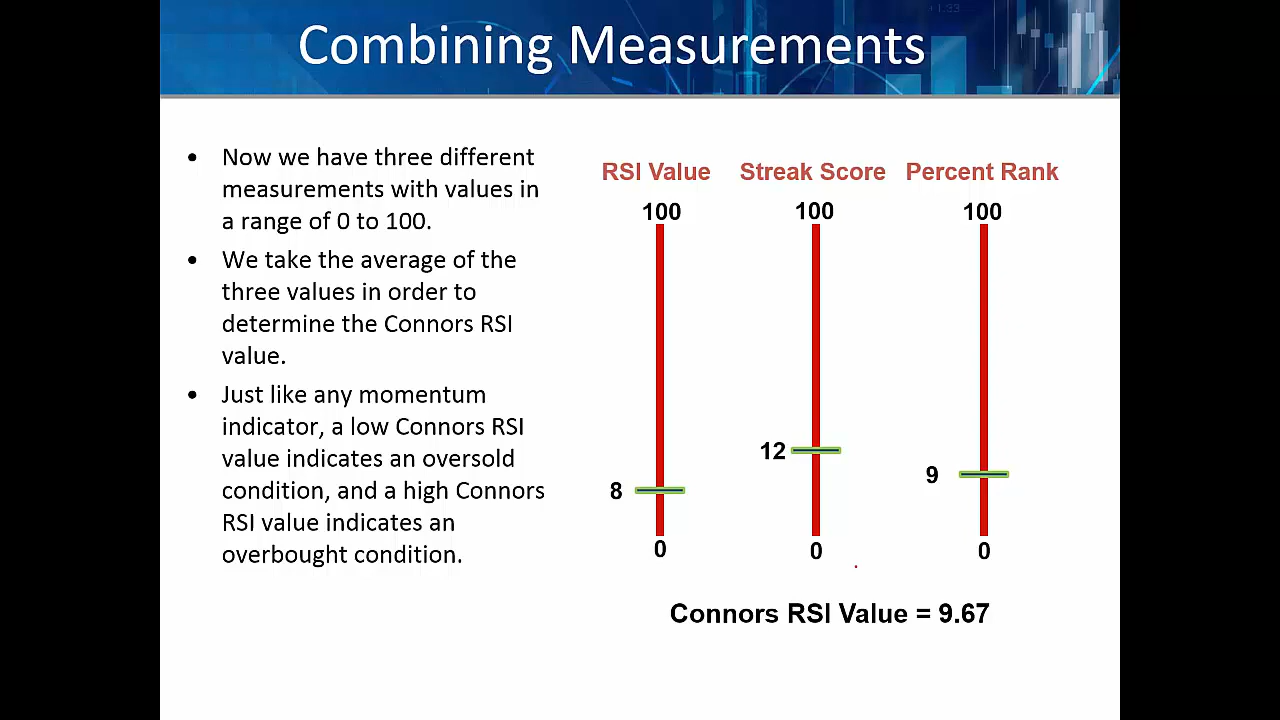 Combining Measurements
• Now we have three different
measurements with values in
a range of 0 to 100.
• We take the average of the
three values in order to
determine the Connors RSI
value.
• Just like any momentum
indicator, a low Connors RSI
value indicates an oversold
condition, and a high Connors
RSI value indicates an
overbought condition.
RSI Value Streak Score Percent Rank
100 100 100
12
9
8
0 0 0
Connors RSI Value = 9.67